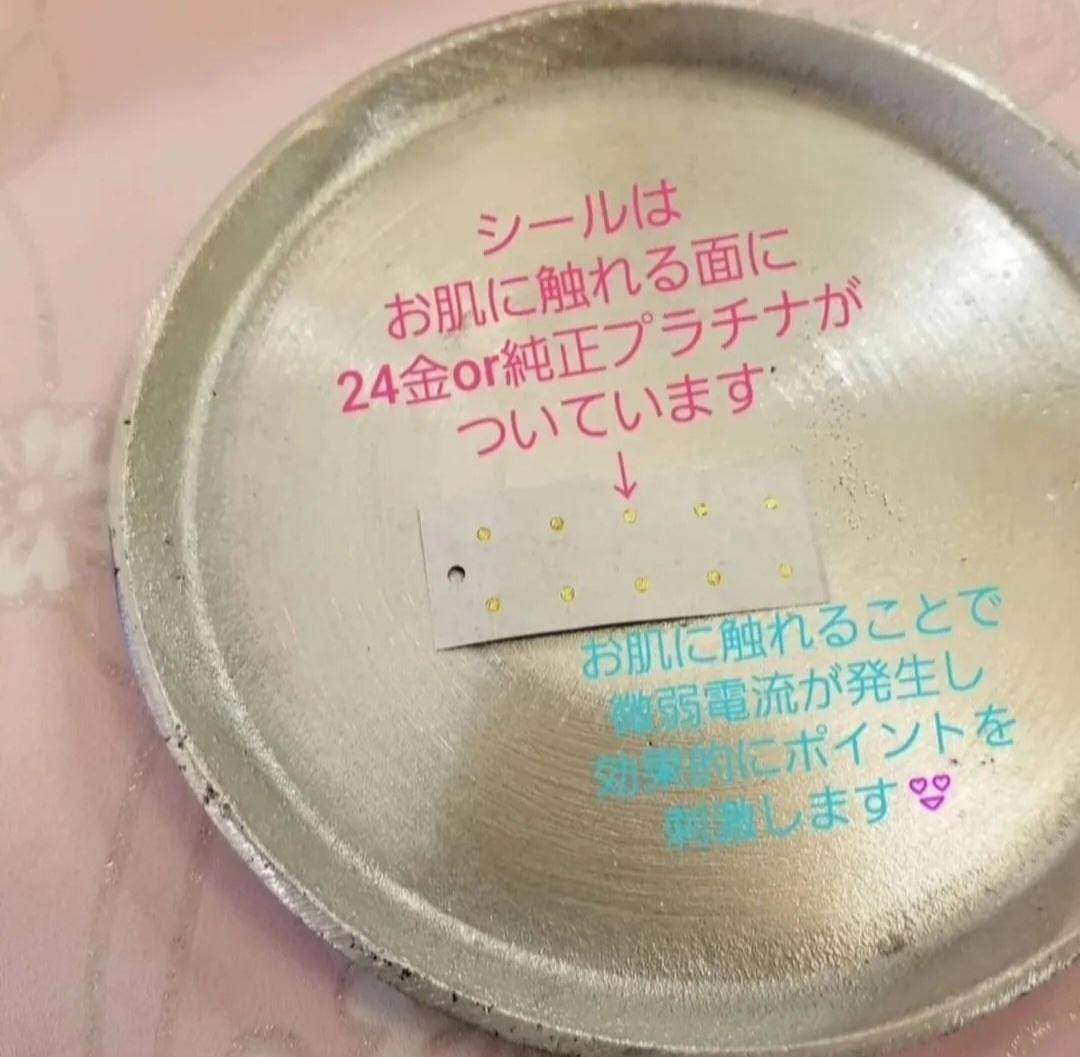 シールは
お肌に触れる面に
24金or純正プラチナが
ついています
↓
お肌に触れることで
微弱電流が発生し
効果的にポイントを
刺激します